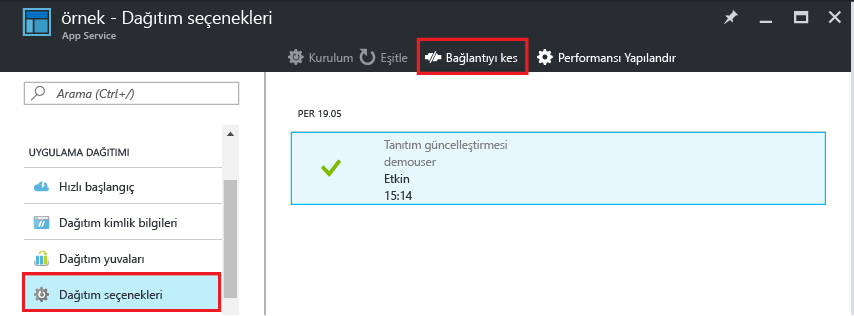 örnek - Dağıtım seçenekleri
App Service
Kurulum Eşitle Bağlantıyı kes Performansı Yapılandır
Arama (Ctrl+/)
UYGULAMA DAĞITIMI
Hızlı başlangıç
Dağıtım kimlik bilgileri
Dağıtım yuvaları
Dağıtım seçenekleri
PER 19.05
Tanıtım güncelleştirmesi
demouser
Etkin
15:14